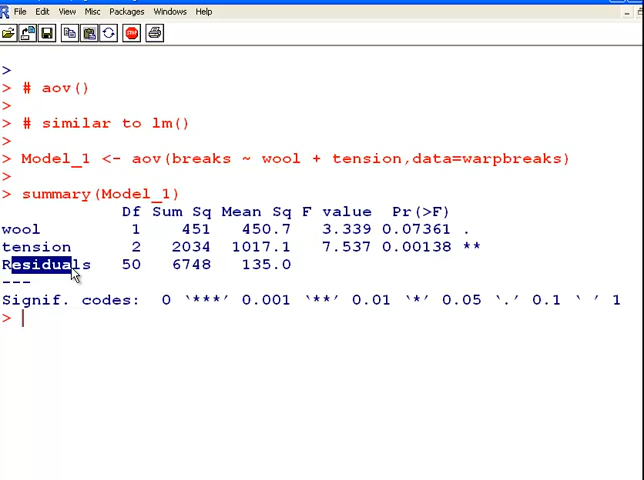 File Edit View Misc Packages Windows Help
STOP
>
> # aov()
>
> # similar to lm()
>
> Model_1 <- aov(breaks ~ wool + tension,data=warpbreaks)
>
> summary(Model_1)
Df Sum Sq Mean Sq F value Pr(>F)
wool 1 451 450.7 3.339 0.07361 .
tension 2 2034 1017.1 7.537 0.00138 **
Residuals 50 6748 135.0
---
Signif. codes: 0 ‘***’ 0.001 ‘**’ 0.01 ‘*’ 0.05 ‘.’ 0.1 ‘ ’ 1
>